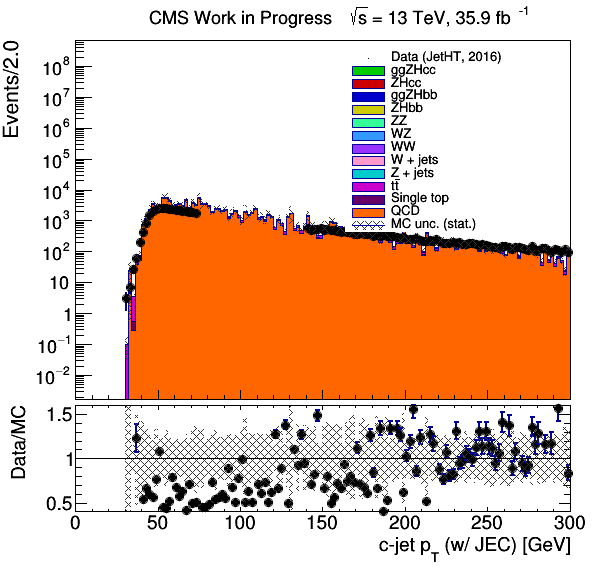 CMS Work in Progress √s = 13 TeV, 35.9 fb⁻¹
Events/2.0
10⁸
10⁷
10⁶
10⁵
10⁴
10³
10²
10
1
10⁻¹
10⁻²
Data (JetHT, 2016)
ggZHcc
ZHcc
ggZHbb
ZHbb
ZZ
WZ
WW
W + jets
Z + jets
tt̄
Single top
QCD
MC unc. (stat.)
Data/MC
1.5
1
0.5
0 50 100 150 200 250 300
c-jet p_T (w/ JEC) [GeV]